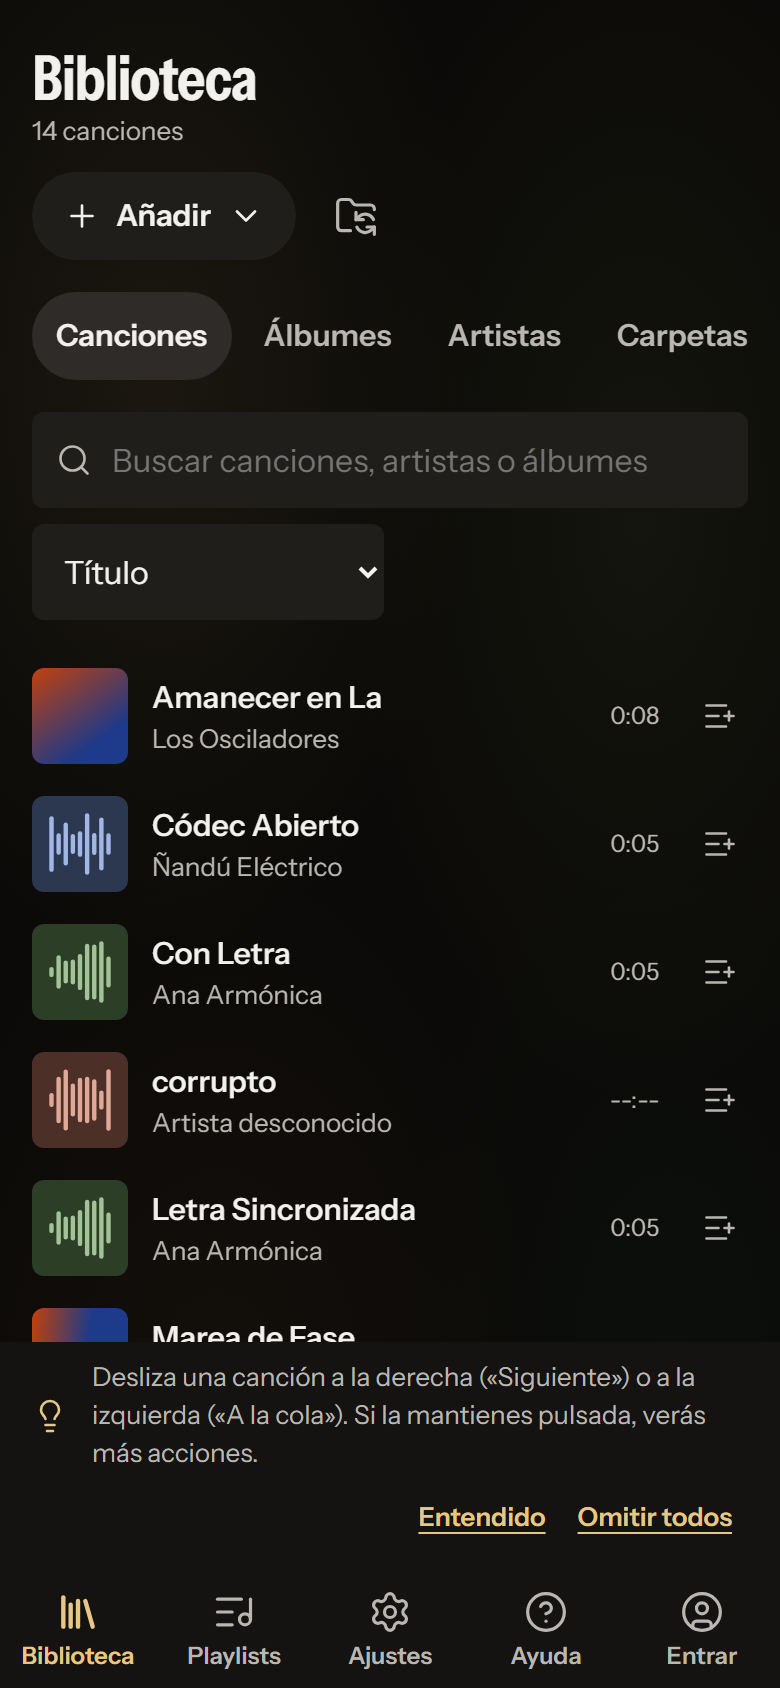 Biblioteca
14 canciones
Añadir
Canciones Álbumes Artistas Carpetas
Buscar canciones, artistas o álbumes
Título
Amanecer en La
Los Osciladores
0:08
Códec Abierto
Ñandú Eléctrico
0:05
Con Letra
Ana Armónica
0:05
corrupto
Artista desconocido
--:--
Letra Sincronizada
Ana Armónica
0:05
Marea de Fase
Desliza una canción a la derecha («Siguiente») o a la
izquierda («A la cola»). Si la mantienes pulsada, verás
más acciones.
Entendido Omitir todos
Biblioteca Playlists Ajustes Ayuda Entrar